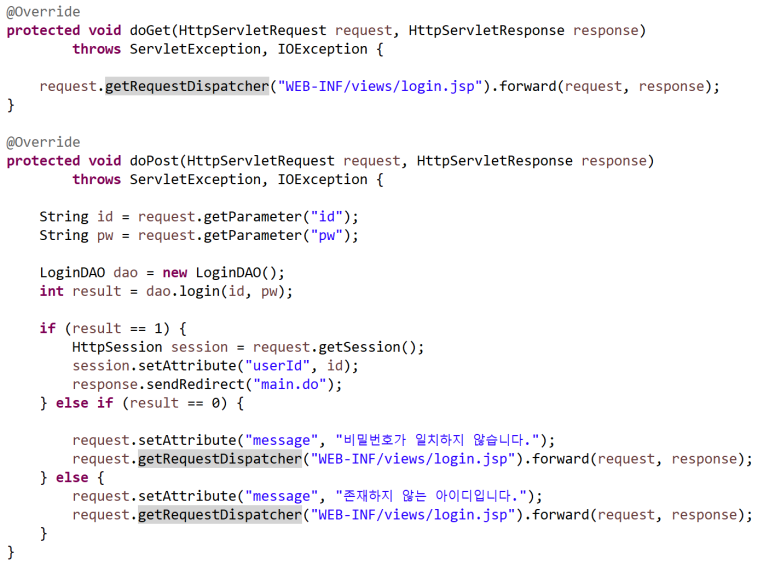 @Override
protected void doGet(HttpServletRequest request, HttpServletResponse response)
        throws ServletException, IOException {

    request.getRequestDispatcher("WEB-INF/views/login.jsp").forward(request, response);
}

@Override
protected void doPost(HttpServletRequest request, HttpServletResponse response)
        throws ServletException, IOException {

    String id = request.getParameter("id");
    String pw = request.getParameter("pw");

    LoginDAO dao = new LoginDAO();
    int result = dao.login(id, pw);

    if (result == 1) {
        HttpSession session = request.getSession();
        session.setAttribute("userId", id);
        response.sendRedirect("main.do");
    } else if (result == 0) {

        request.setAttribute("message", "비밀번호가 일치하지 않습니다.");
        request.getRequestDispatcher("WEB-INF/views/login.jsp").forward(request, response);
    } else {
        request.setAttribute("message", "존재하지 않는 아이디입니다.");
        request.getRequestDispatcher("WEB-INF/views/login.jsp").forward(request, response);
    }
}